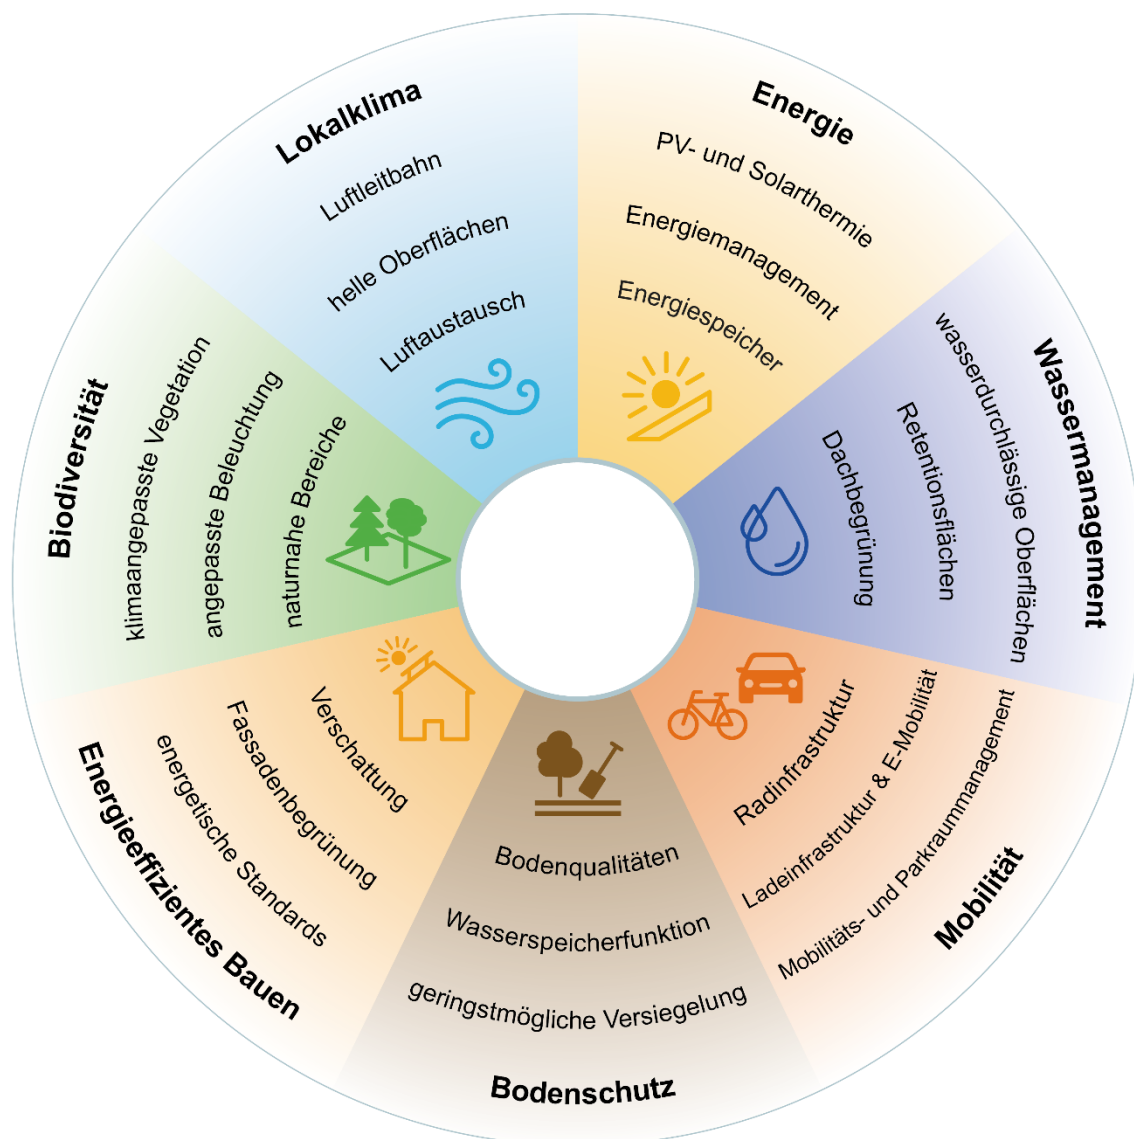 Lokalklima
Luftleitbahn
helle Oberflächen
Luftaustausch
Energie
PV- und Solarthermie
Energiemanagement
Energiespeicher
Wassermanagement
wasserdurchlässige Oberflächen
Retentionsflächen
Dachbegrünung
Mobilität
Mobilitäts- und Parkraummanagement
Ladeinfrastruktur & E-Mobilität
Radinfrastruktur
Bodenqualitäten
Wasserspeicherfunktion
geringstmögliche Versiegelung
Bodenschutz
Energieeffizientes Bauen
energetische Standards
Fassadenbegrünung
Verschattung
Biodiversität
klimaangepasste Vegetation
angepasste Beleuchtung
naturnahe Bereiche